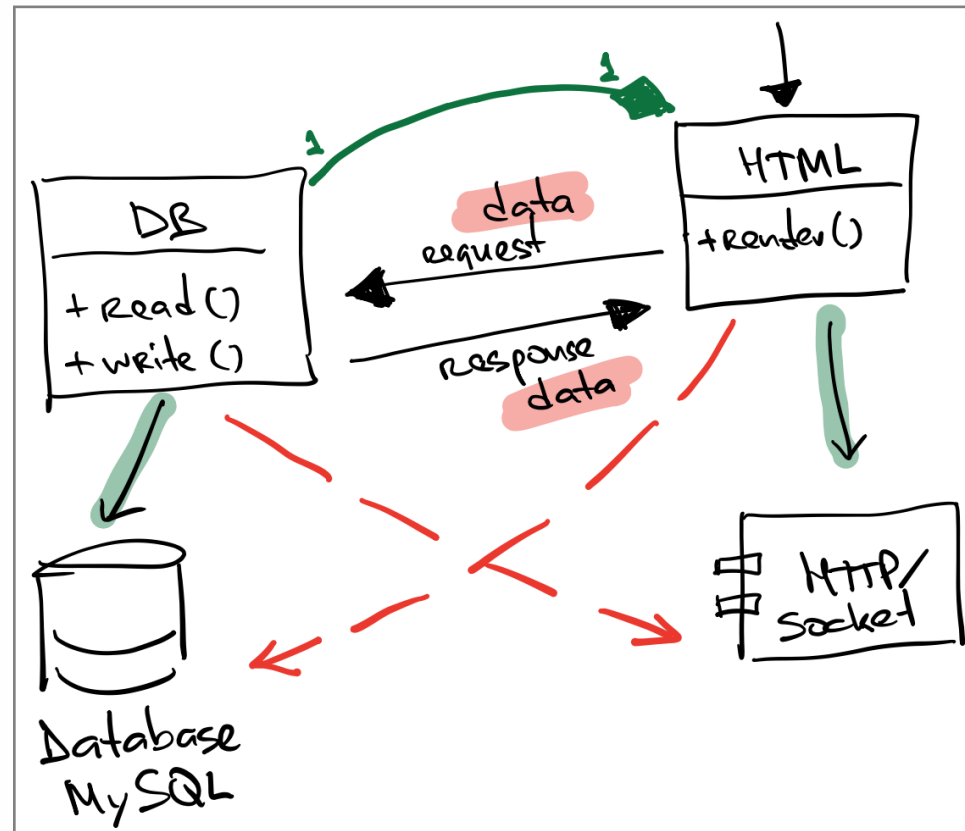 1
1
HTML
+render()
DB
+ read()
+ write()
data
request
response
data
HTTP/
socket
Database
MySQL